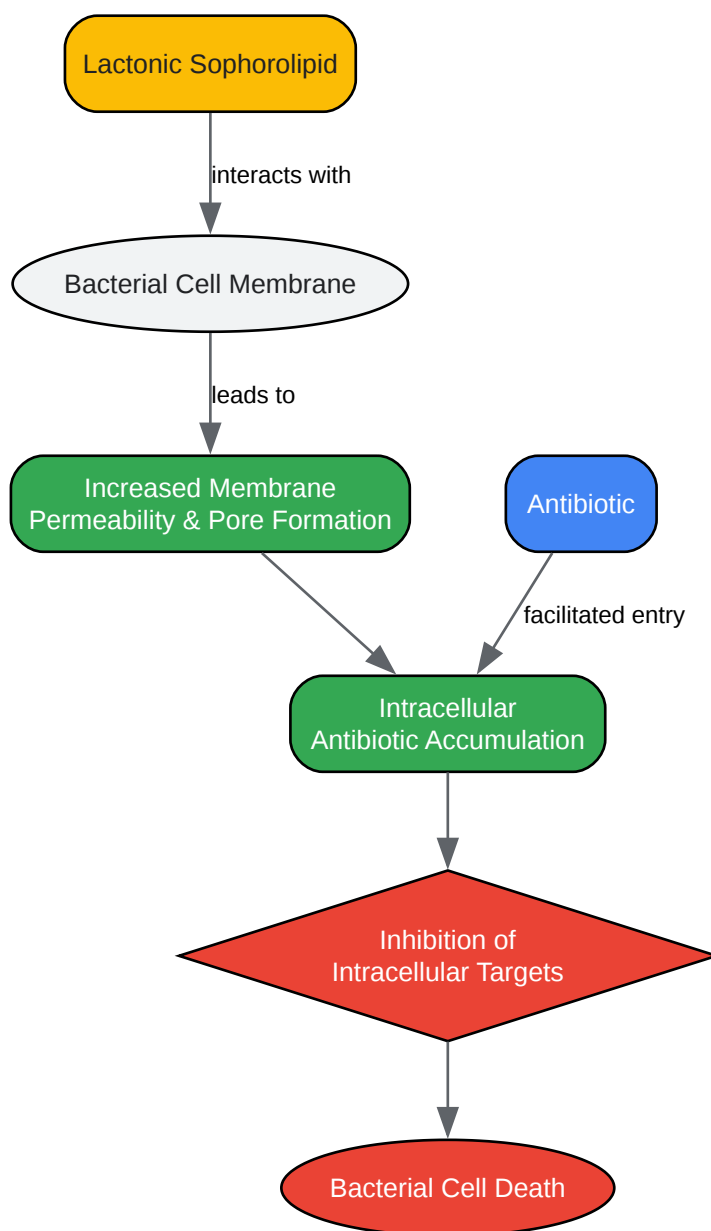 Lactonic Sophorolipid
interacts with
Bacterial Cell Membrane
leads to
Increased Membrane
Permeability & Pore Formation
Antibiotic
facilitated entry
Intracellular
Antibiotic Accumulation
Inhibition of
Intracellular Targets
Bacterial Cell Death